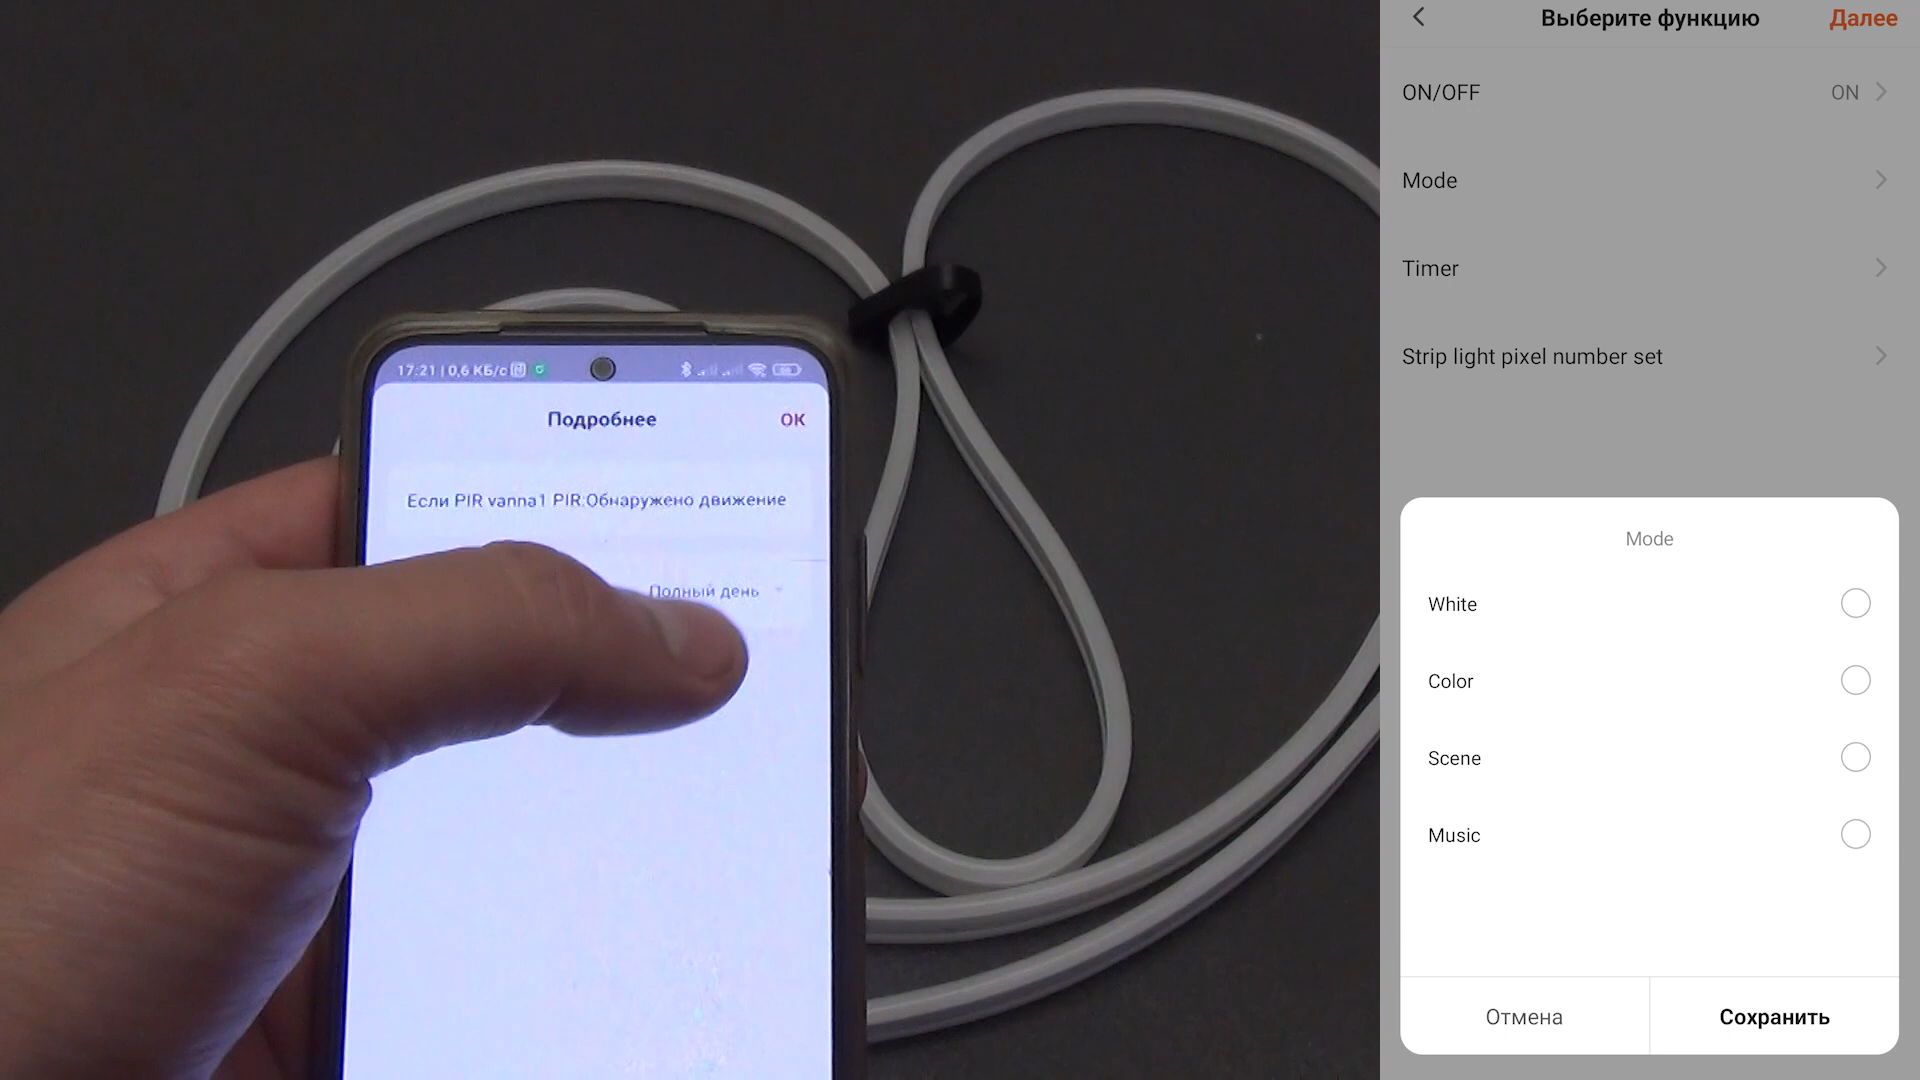 17:21 | 0,6 КБ/с
Подробнее
ОК
Если PIR vanna1 PIR:Обнаружено движение
Полный день
Выберите функцию
Далее
ON/OFF
ON
Mode
Timer
Strip light pixel number set
Mode
White
Color
Scene
Music
Отмена
Сохранить